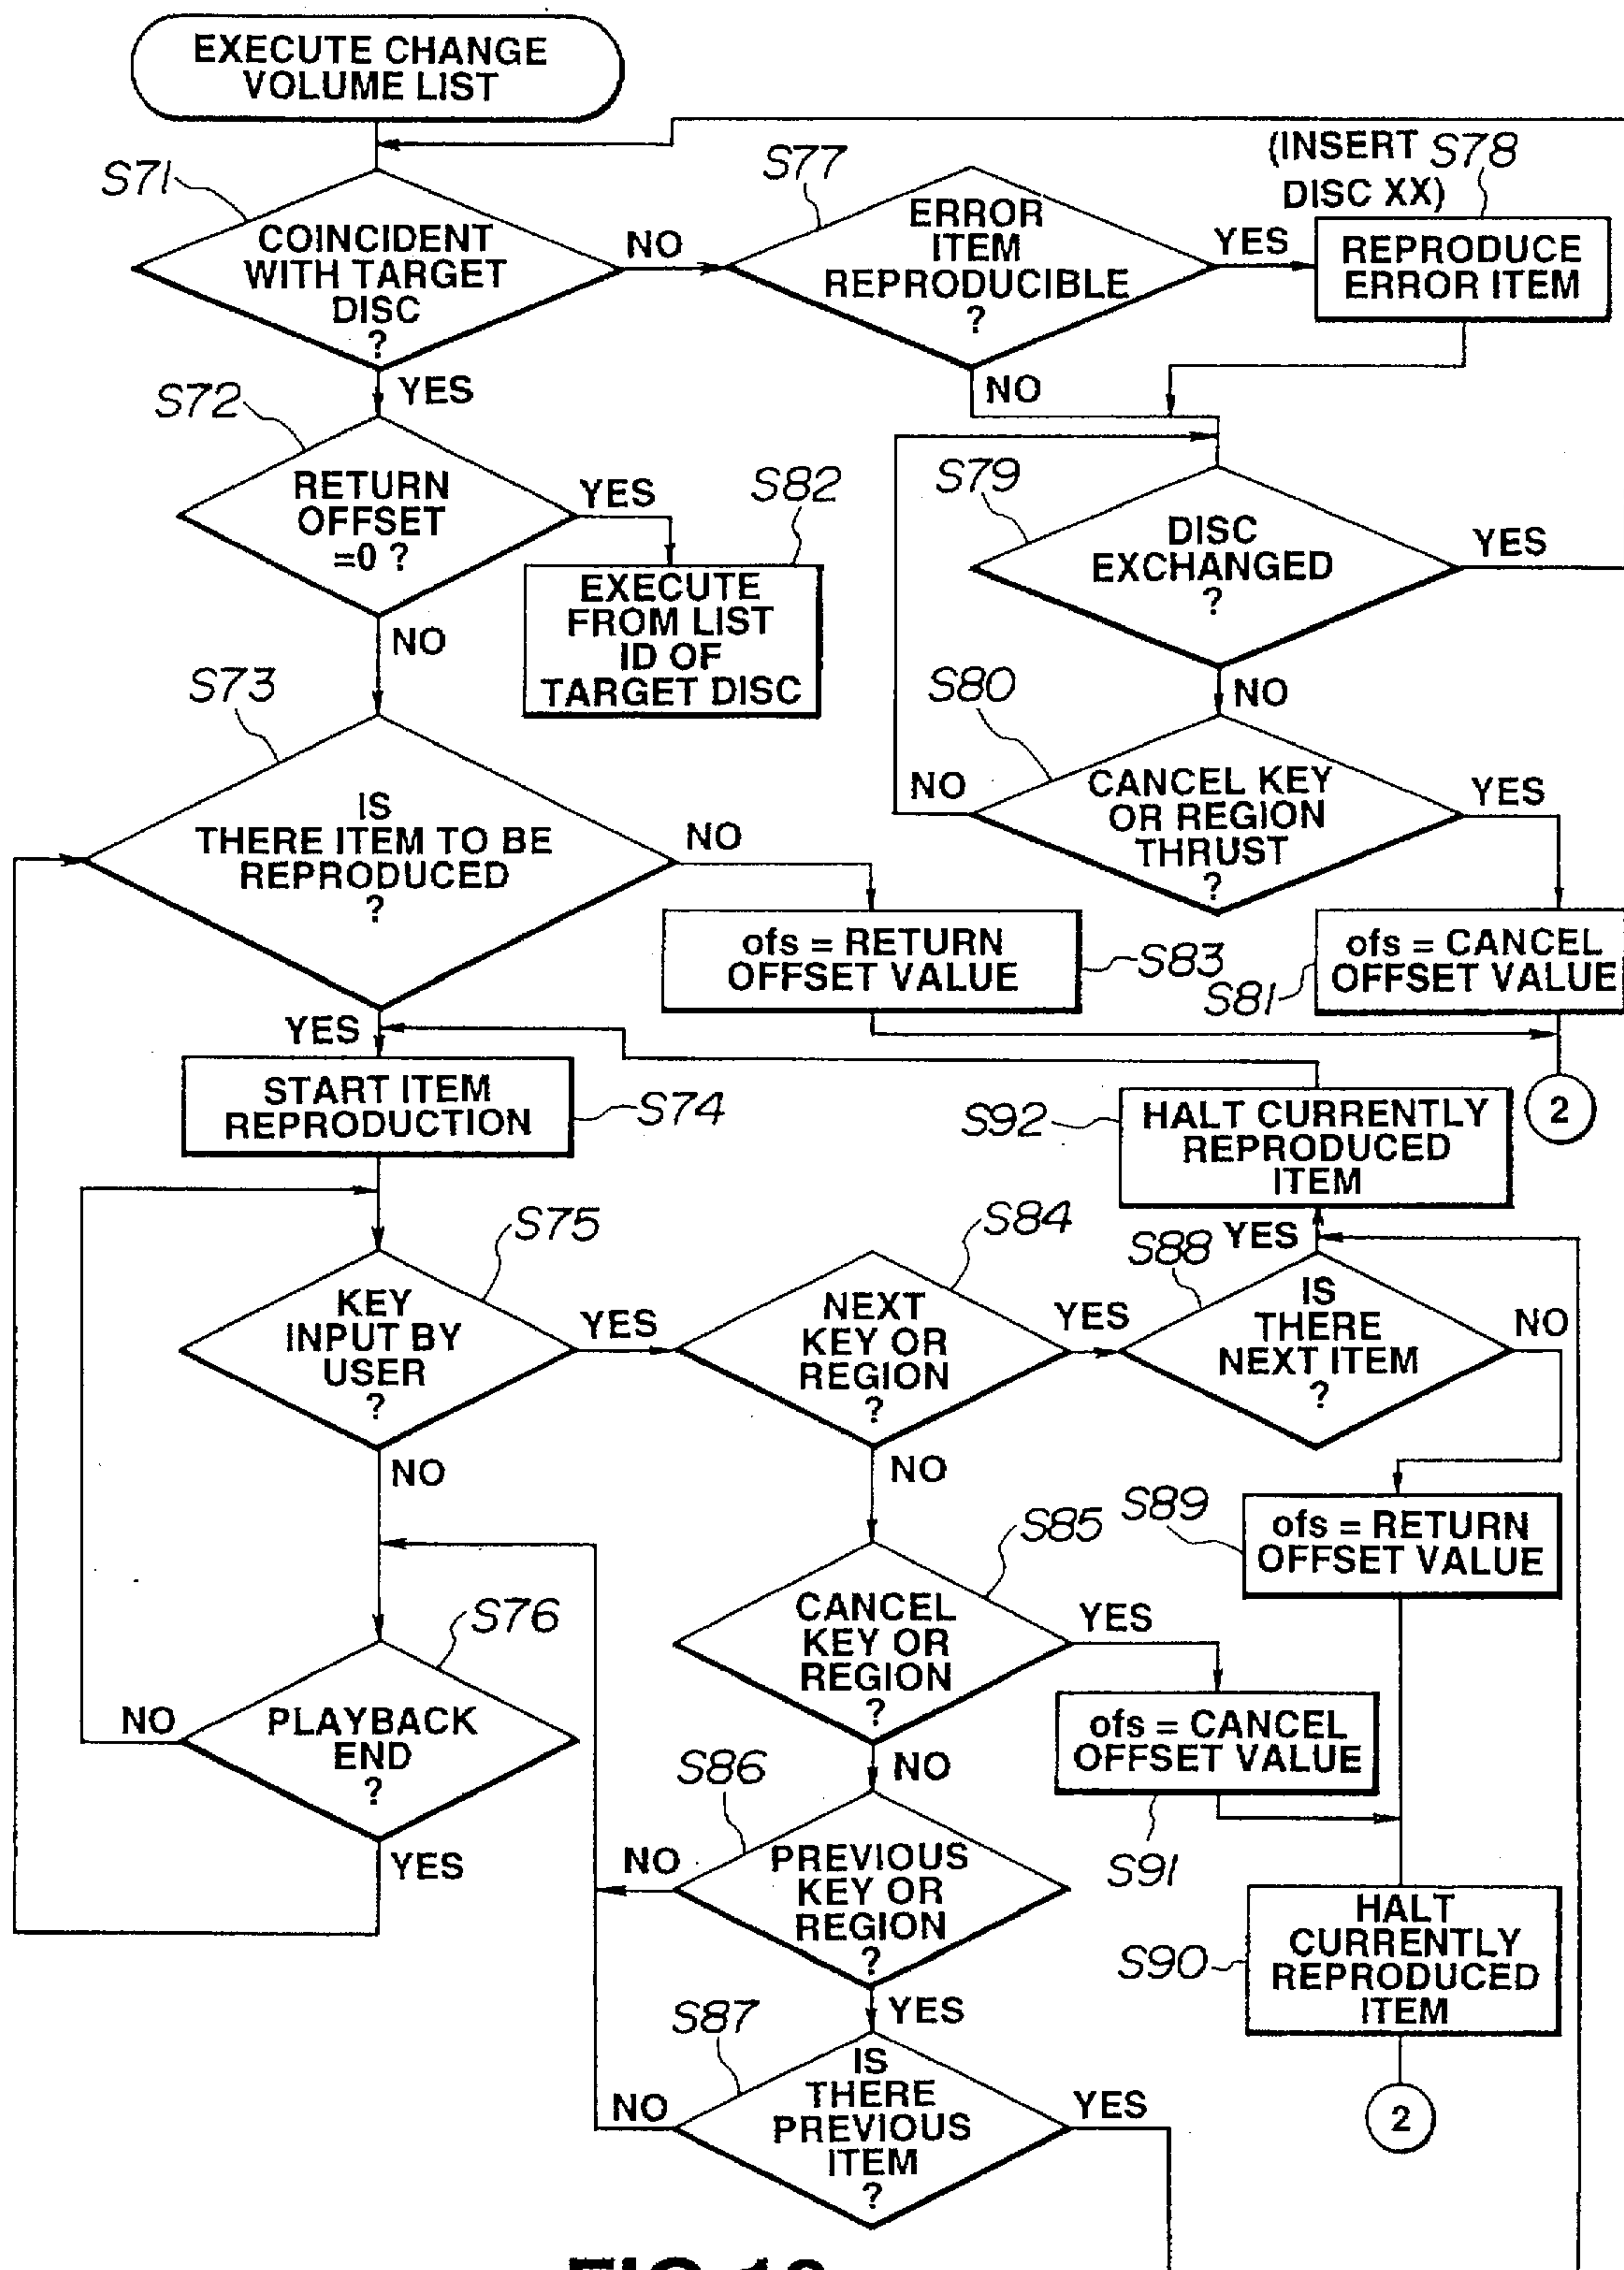 EXECUTE CHANGE
VOLUME LIST
S71
COINCIDENT
WITH TARGET
DISC
?
NO
YES
S77
ERROR
ITEM
REPRODUCIBLE
?
YES
NO
(INSERT
DISC XX)
S78
REPRODUCE
ERROR ITEM
S72
RETURN
OFFSET
=0 ?
YES
NO
S82
EXECUTE
FROM LIST
ID OF
TARGET DISC
S79
DISC
EXCHANGED
?
YES
NO
S73
IS
THERE ITEM TO BE
REPRODUCED
?
NO
YES
S80
CANCEL KEY
OR REGION
THRUST
?
NO
YES
ofs = RETURN
OFFSET VALUE
S83
ofs = CANCEL
OFFSET VALUE
S81
2
START ITEM
REPRODUCTION
S74
S92
HALT CURRENTLY
REPRODUCED
ITEM
S75
KEY
INPUT BY
USER
?
YES
NO
S84
NEXT
KEY OR
REGION
?
YES
NO
S88
YES
IS
THERE
NEXT ITEM
?
NO
S89
ofs = RETURN
OFFSET VALUE
S85
CANCEL
KEY OR
REGION
?
YES
NO
S76
PLAYBACK
END
?
NO
YES
ofs = CANCEL
OFFSET VALUE
S91
S86
PREVIOUS
KEY OR
REGION
?
NO
YES
S90
HALT
CURRENTLY
REPRODUCED
ITEM
2
S87
IS
THERE
PREVIOUS
ITEM
?
NO
YES